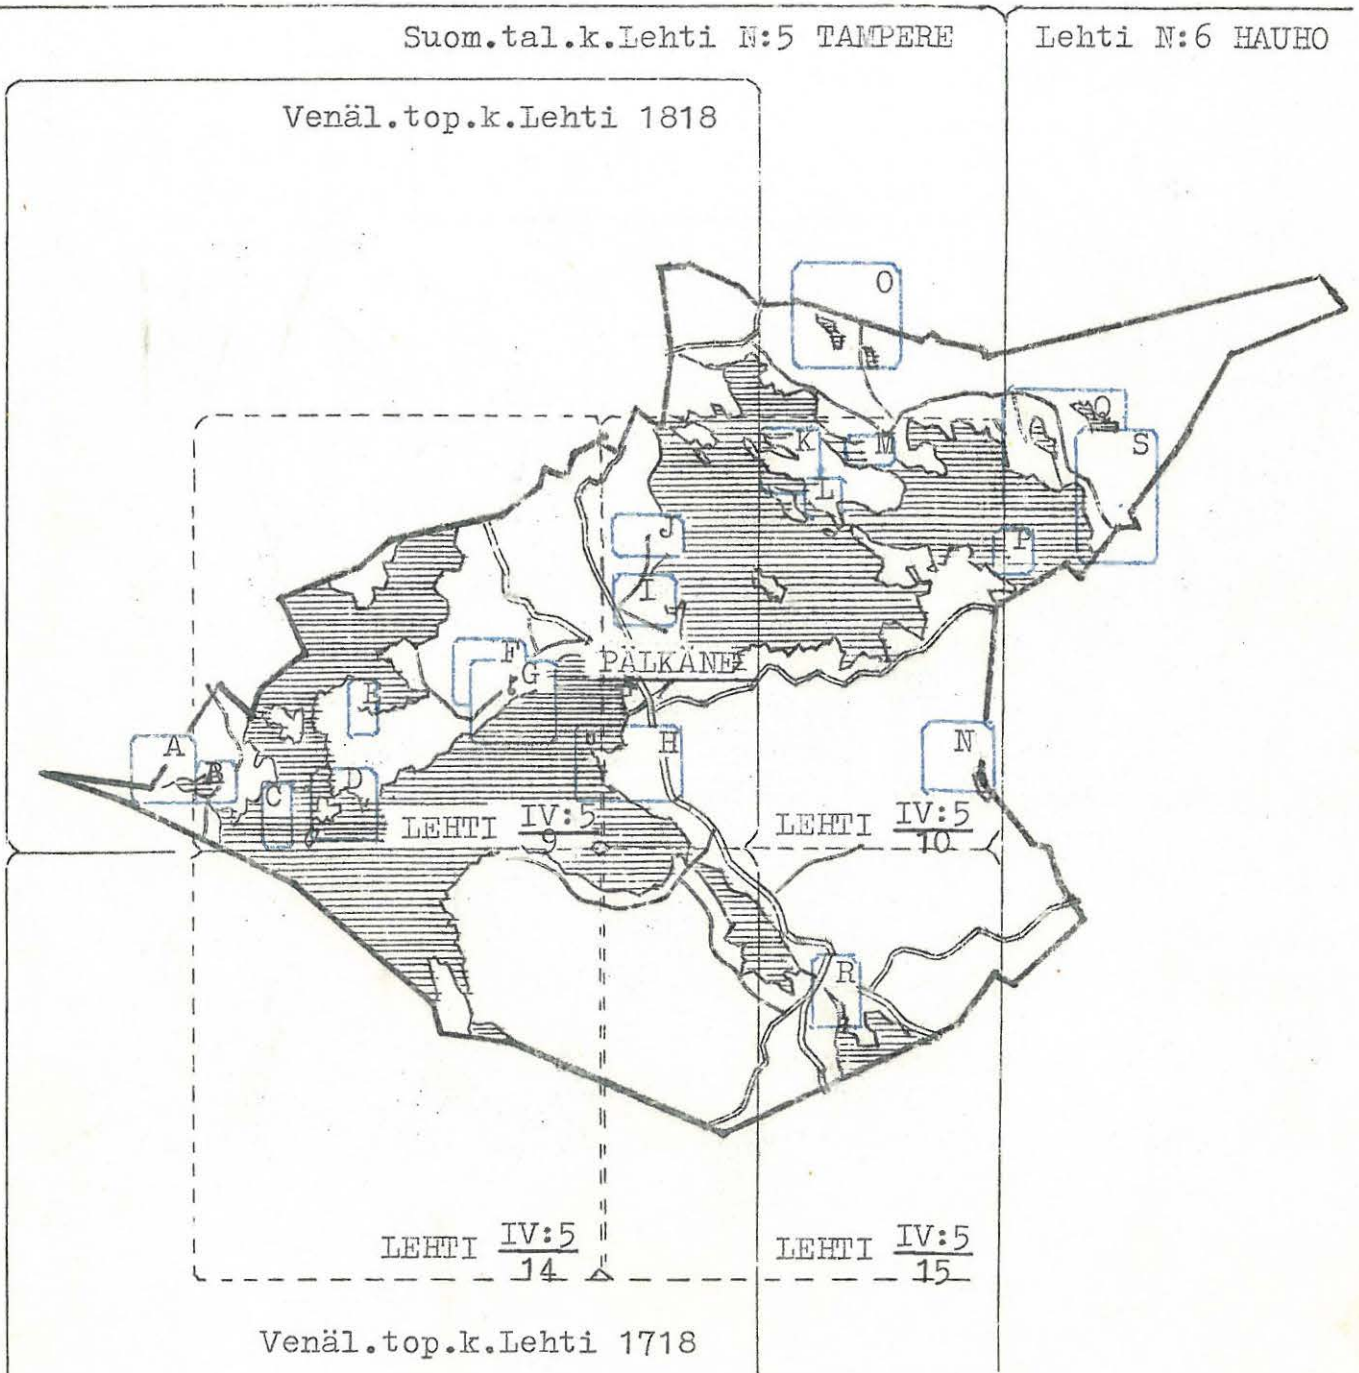 Suom.tal.k.Lehti N:5 TAMPERE
Lehti N:6 HAUHO
Venäl.top.k.Lehti 1818
O
Q
K
M
S
L
J
P
I
F
PÄLKÄNE
G
E
A
H
N
B
D
C
LEHTI IV:5
9
LEHTI IV:5
10
R
LEHTI IV:5
14
LEHTI IV:5
15
Venäl.top.k.Lehti 1718